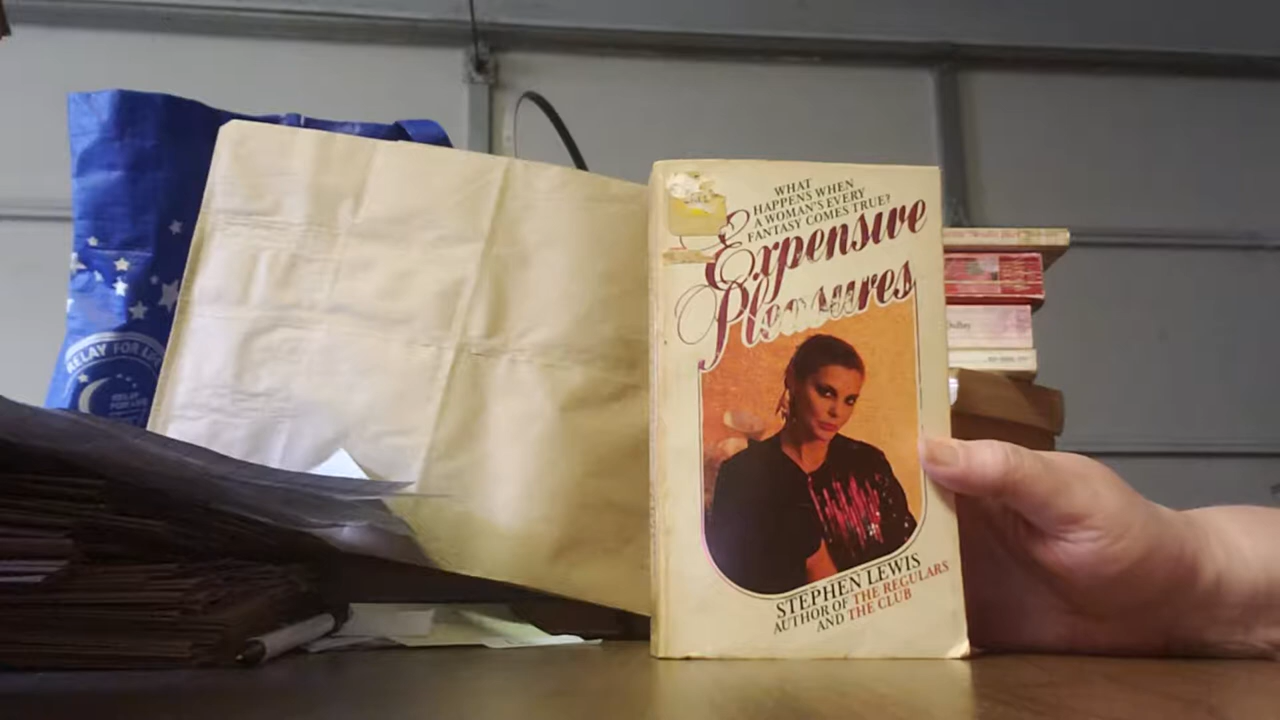 WHAT
HAPPENS WHEN
A WOMAN'S EVERY
FANTASY COMES TRUE?
Expensive
Pleasures
STEPHEN LEWIS
AUTHOR OF THE REGULARS
AND THE CLUB
RELAY FOR
RELAY